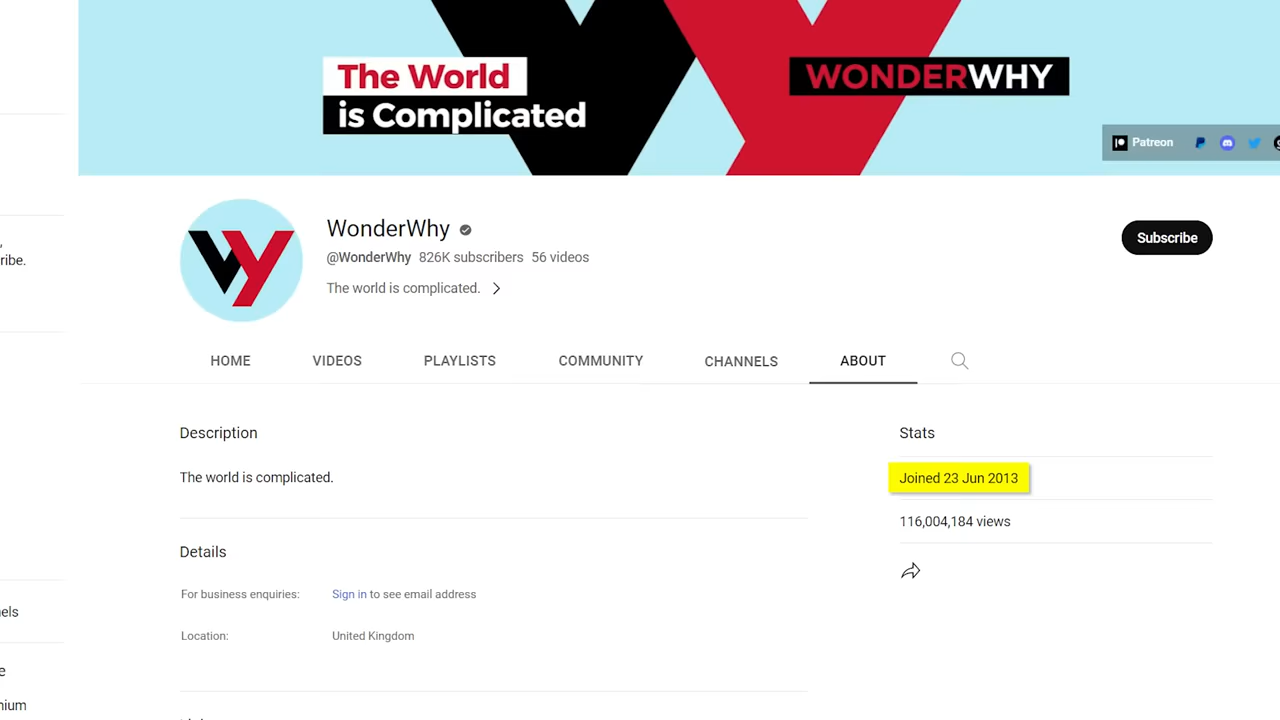 The World
is Complicated
WONDERWHY
Patreon
WonderWhy
@WonderWhy 826K subscribers 56 videos
The world is complicated.
Subscribe
ribe.
HOME VIDEOS PLAYLISTS COMMUNITY CHANNELS ABOUT
Description
Stats
The world is complicated.
Joined 23 Jun 2013
116,004,184 views
Details
For business enquiries: Sign in to see email address
Location: United Kingdom
nels
e
nium